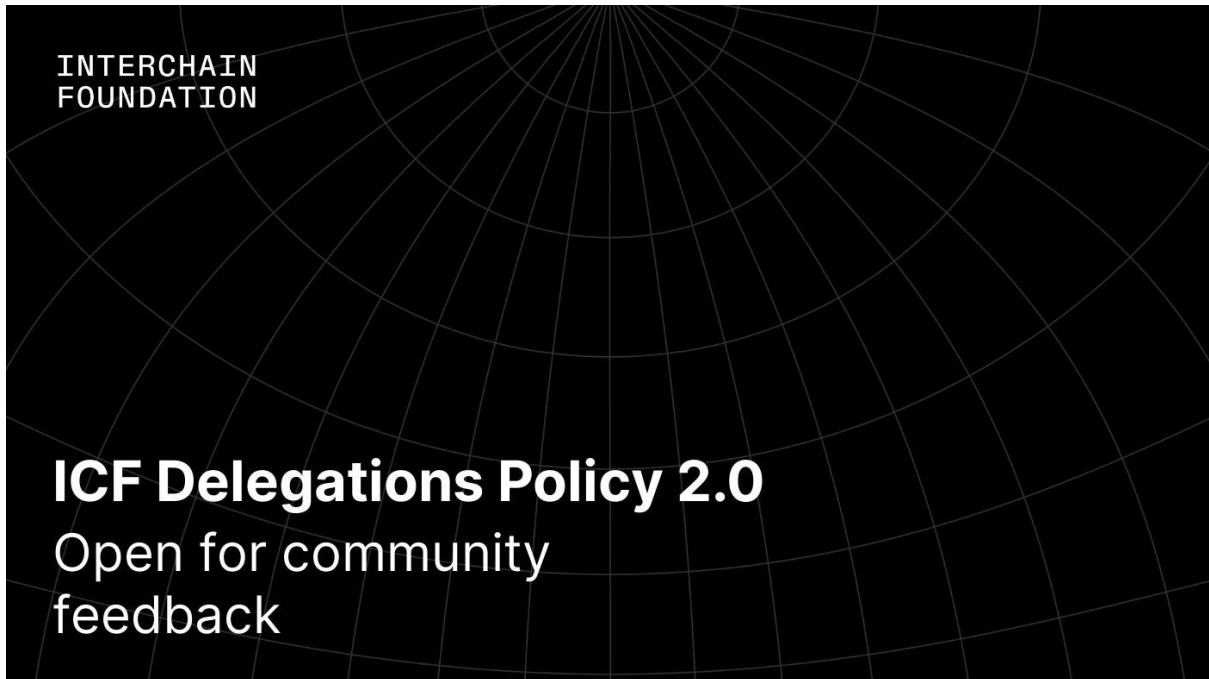 INTERCHAIN
FOUNDATION
ICF Delegations Policy 2.0
Open for community
feedback